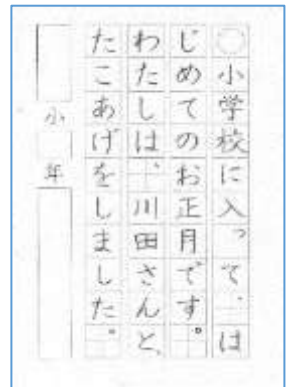 〇小学校に入って、は
じめてのお正月です。
わたしは、川田さんと、
たこあげをしました。
小 年